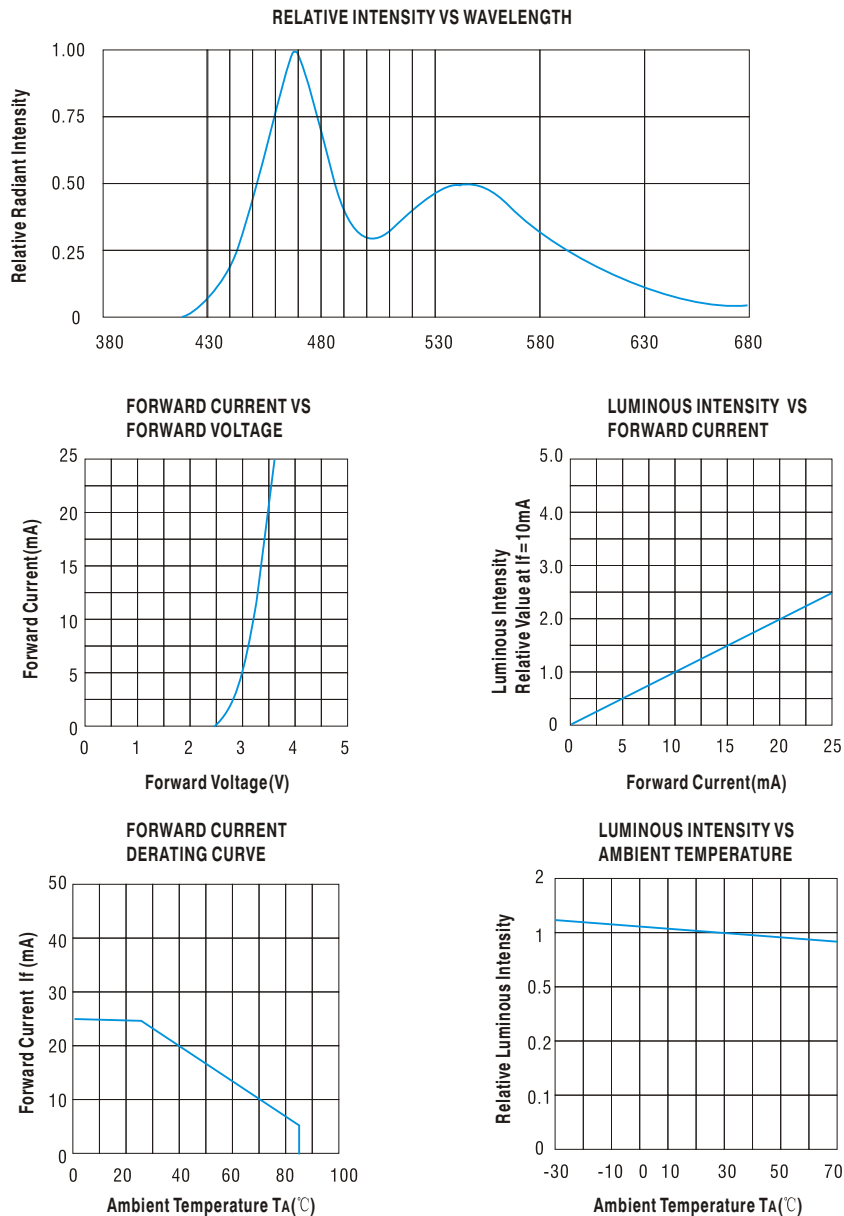 RELATIVE INTENSITY VS WAVELENGTH
Relative Radiant Intensity
1.00
0.75
0.50
0.25
0
380 430 480 530 580 630 680
FORWARD CURRENT VS
FORWARD VOLTAGE
Forward Current(mA)
25
20
15
10
5
0
0 1 2 3 4 5
Forward Voltage(V)
LUMINOUS INTENSITY VS
FORWARD CURRENT
Luminous Intensity
Relative Value at If=10mA
5.0
4.0
3.0
2.0
1.0
0
0 5 10 15 20 25
Forward Current(mA)
FORWARD CURRENT
DERATING CURVE
Forward Current If (mA)
50
40
30
20
10
0
0 20 40 60 80 100
Ambient Temperature TA(℃)
LUMINOUS INTENSITY VS
AMBIENT TEMPERATURE
Relative Luminous Intensity
2
1
0.5
0.2
0.1
0
-30 -10 0 10 30 50 70
Ambient Temperature TA(℃)